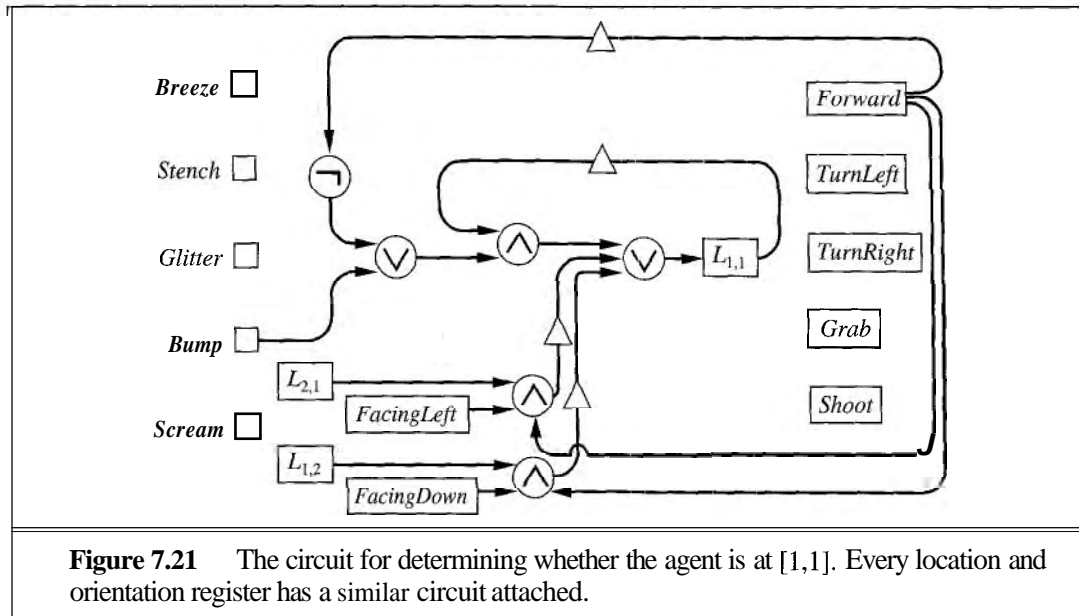 Breeze
Forward
Stench
¬
TurnLeft
Glitter
∨
∧
∨
L1,1
TurnRight
Bump
Grab
L2,1
∧
FacingLeft
Shoot
Scream
L1,2
∧
FacingDown
Figure 7.21 The circuit for determining whether the agent is at [1,1]. Every location and
orientation register has a similar circuit attached.